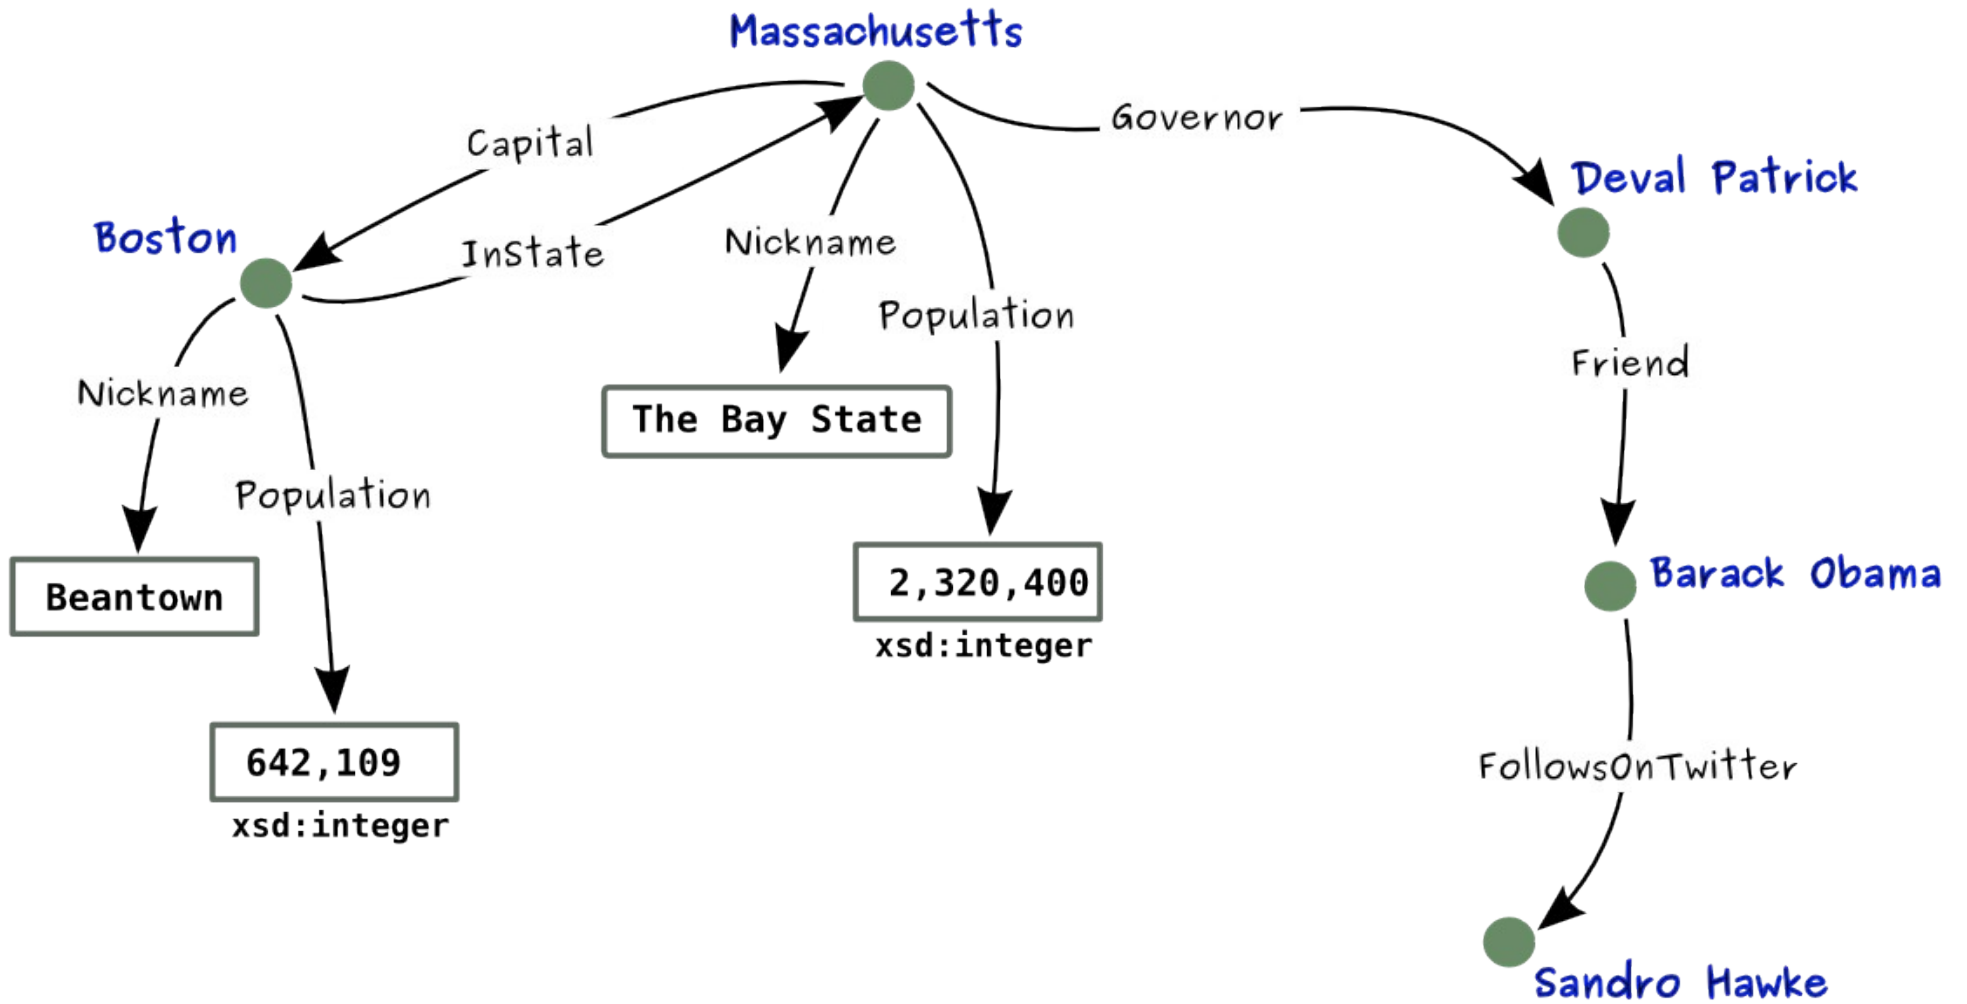 Massachusetts
Capital
Governor
Deval Patrick
Boston
InState
Nickname
Population
Friend
Nickname
The Bay State
Population
2,320,400
xsd:integer
Barack Obama
Beantown
642,109
xsd:integer
FollowsOnTwitter
Sandro Hawke